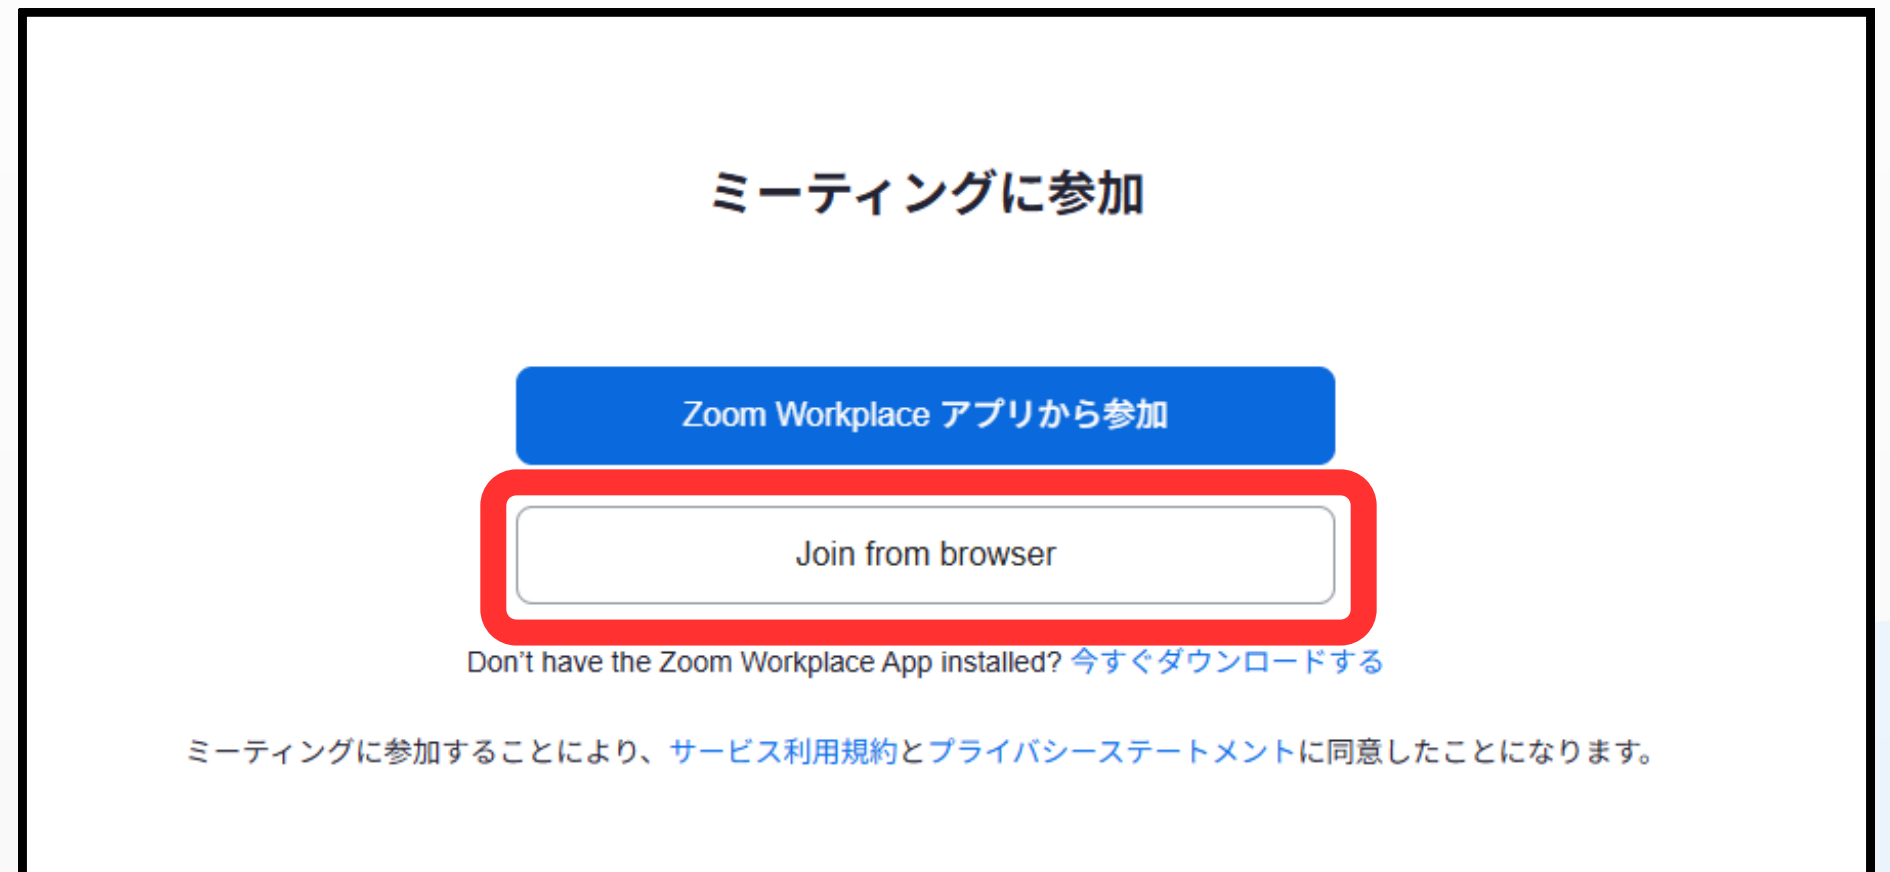 ミーティングに参加
Zoom Workplace アプリから参加
Join from browser
Don’t have the Zoom Workplace App installed? 今すぐダウンロードする
ミーティングに参加することにより、サービス利用規約とプライバシーステートメントに同意したことになります。